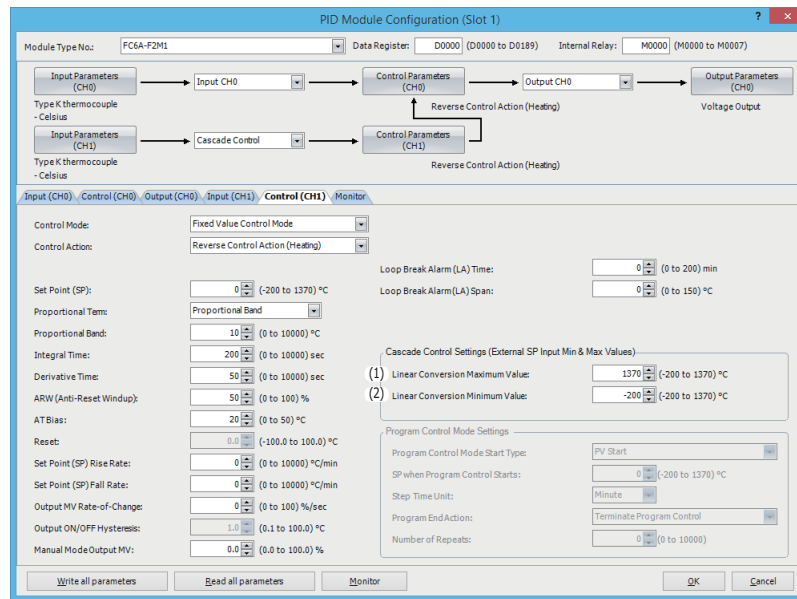 PID Module Configuration (Slot 1)
? ×
Module Type No.: FC6A-F2M1 Data Register: D0000 (D0000 to D0189) Internal Relay: M0000 (M0000 to M0007)
Input Parameters (CH0)
Input CH0
Control Parameters (CH0)
Output CH0
Output Parameters (CH0)
Type K thermocouple
- Celsius
Reverse Control Action (Heating)
Voltage Output
Input Parameters (CH1)
Cascade Control
Control Parameters (CH1)
Type K thermocouple
- Celsius
Reverse Control Action (Heating)
Input (CH0) Control (CH0) Output (CH0) Input (CH1) Control (CH1) Monitor
Control Mode: Fixed Value Control Mode
Control Action: Reverse Control Action (Heating)
Loop Break Alarm (LA) Time: 0 (0 to 200) min
Set Point (SP): 0 (-200 to 1370) °C
Loop Break Alarm (LA) Span: 0 (0 to 150) °C
Proportional Term: Proportional Band
Proportional Band: 10 (0 to 10000) °C
Integral Time: 200 (0 to 10000) sec
Derivative Time: 50 (0 to 10000) sec
ARW (Anti-Reset Windup): 50 (0 to 100) %
AT Bias: 20 (0 to 50) °C
Reset: 0.0 (-100.0 to 100.0) °C
Set Point (SP) Rise Rate: 0 (0 to 10000) °C/min
Set Point (SP) Fall Rate: 0 (0 to 10000) °C/min
Output MV Rate-of-Change: 0 (0 to 100) %/sec
Output ON/OFF Hysteresis: 1.0 (0.1 to 100.0) °C
Manual Mode Output MV: 0.0 (0.0 to 100.0) %
Cascade Control Settings (External SP Input Min & Max Values)
(1) Linear Conversion Maximum Value: 1370 (-200 to 1370) °C
(2) Linear Conversion Minimum Value: -200 (-200 to 1370) °C
Program Control Mode Settings
Program Control Mode Start Type: PV Start
SP when Program Control Starts: 0 (-200 to 1370) °C
Step Time Unit: Minute
Program End Action: Terminate Program Control
Number of Repeats: 0 (0 to 10000)
Write all parameters Read all parameters Monitor OK Cancel